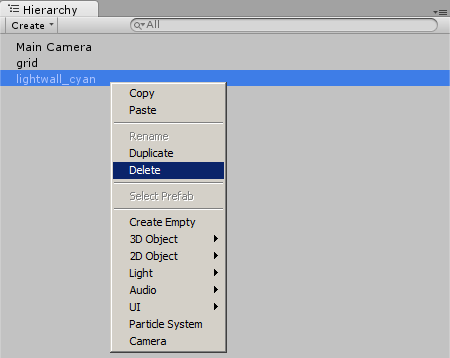 Hierarchy
Create All
Main Camera
grid
lightwall_cyan
Copy
Paste
Rename
Duplicate
Delete
Select Prefab
Create Empty
3D Object
2D Object
Light
Audio
UI
Particle System
Camera